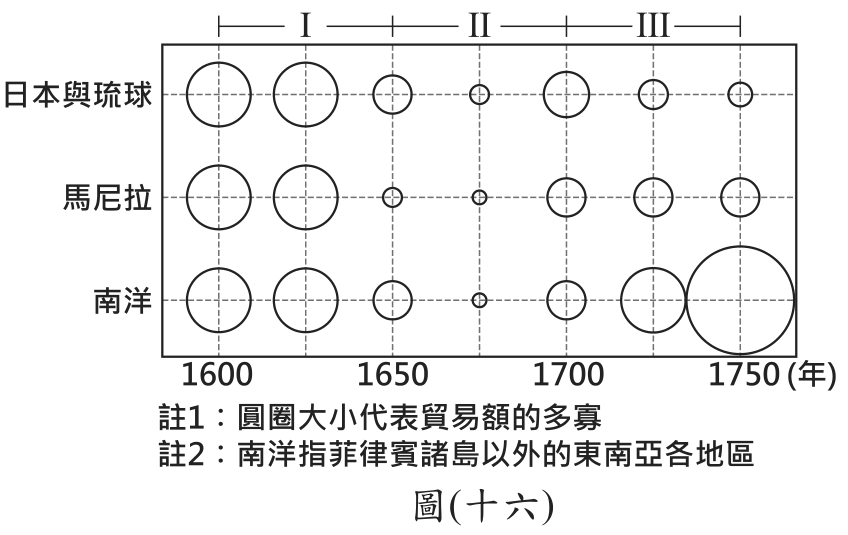 I II III
日本與琉球
馬尼拉
南洋
1600 1650 1700 1750 (年)
註1：圓圈大小代表貿易額的多寡
註2：南洋指菲律賓諸島以外的東南亞各地區
圖(十六)